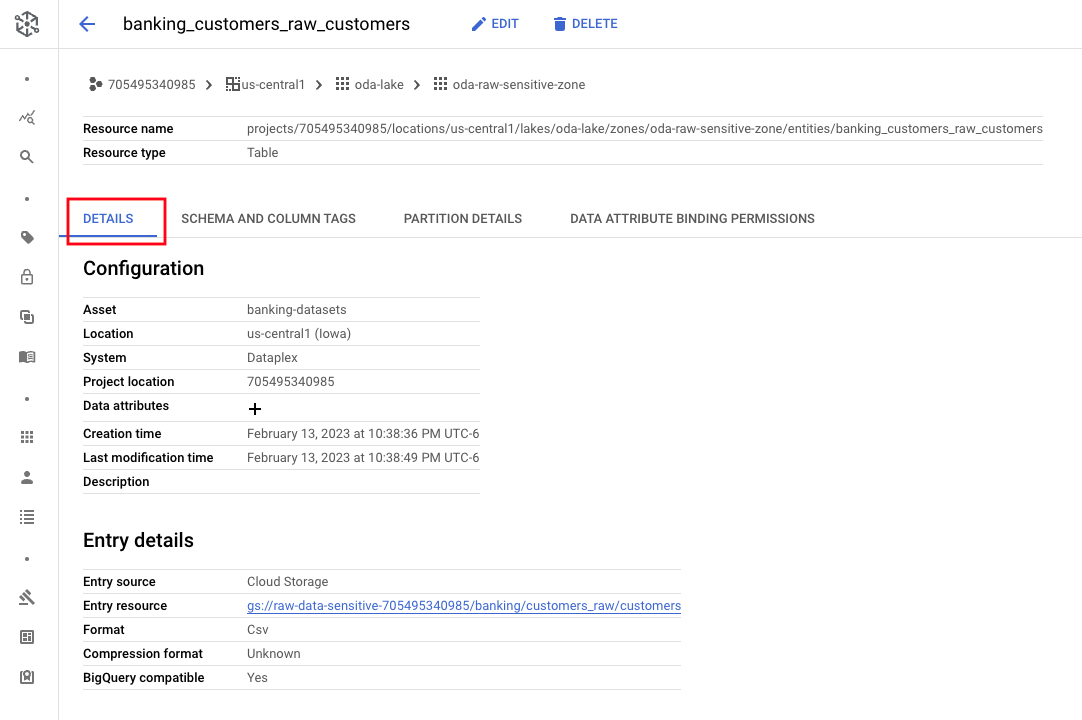 banking_customers_raw_customers EDIT DELETE
705495340985 us-central1 oda-lake oda-raw-sensitive-zone
Resource name projects/705495340985/locations/us-central1/lakes/oda-lake/zones/oda-raw-sensitive-zone/entities/banking_customers_raw_customers
Resource type Table
DETAILS SCHEMA AND COLUMN TAGS PARTITION DETAILS DATA ATTRIBUTE BINDING PERMISSIONS
Configuration
Asset banking-datasets
Location us-central1 (Iowa)
System Dataplex
Project location 705495340985
Data attributes
Creation time February 13, 2023 at 10:38:36 PM UTC-6
Last modification time February 13, 2023 at 10:38:49 PM UTC-6
Description
Entry details
Entry source Cloud Storage
Entry resource gs://raw-data-sensitive-705495340985/banking/customers_raw/customers
Format Csv
Compression format Unknown
BigQuery compatible Yes